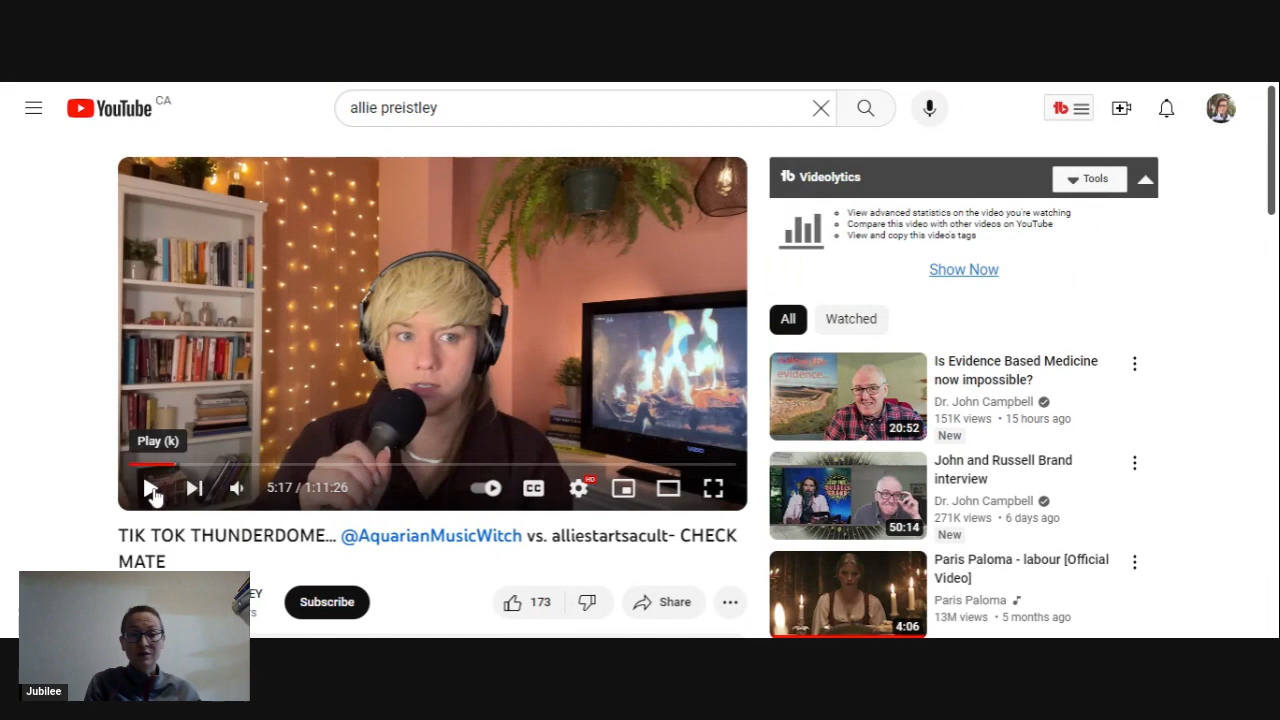 YouTube CA
allie preistley
Videolytics
Tools
View advanced statistics on the video you're watching
Compare this video with other videos on YouTube
View and copy this video's tags
Show Now
All
Watched
Play (k)
5:17 / 1:11:26
CC
HD
VIZIO
TIK TOK THUNDERDOME... @AquarianMusicWitch vs. alliestartsacult- CHECK
MATE
EY
Subscribe
173
Share
20:52
Is Evidence Based Medicine
now impossible?
Dr. John Campbell
151K views • 15 hours ago
New
50:14
John and Russell Brand
interview
Dr. John Campbell
271K views • 6 days ago
New
4:06
Paris Paloma - labour [Official
Video]
Paris Paloma
13M views • 5 months ago
Jubilee